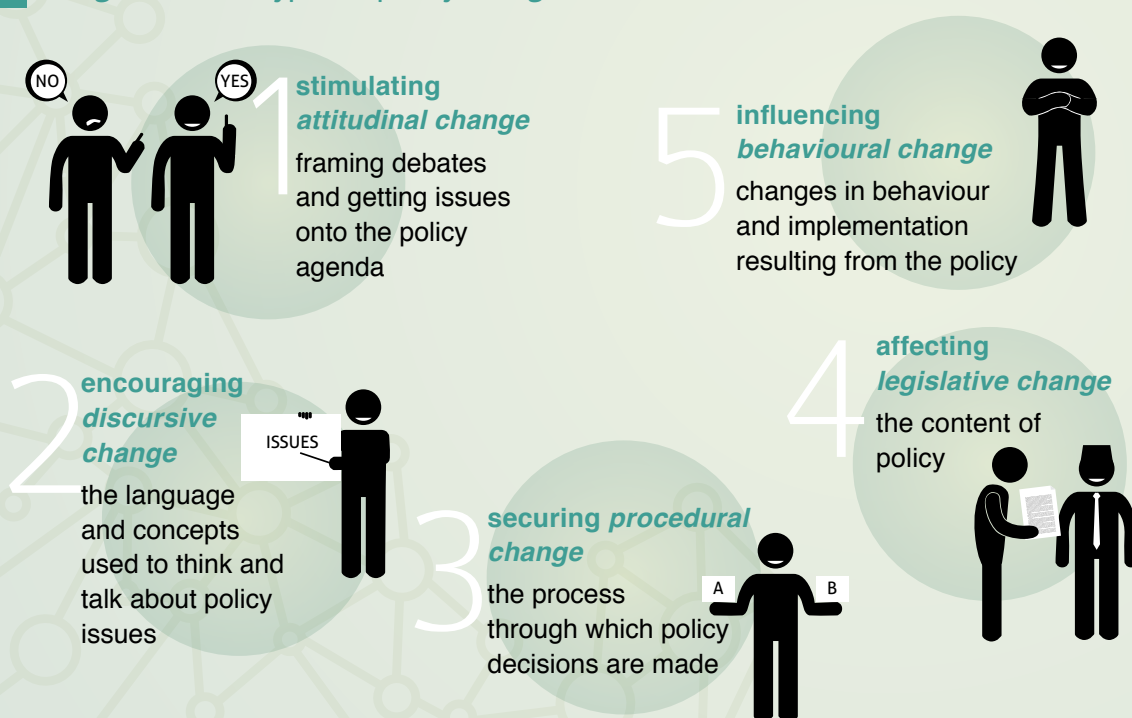 NO
YES
1
stimulating
attitudinal change
framing debates
and getting issues
onto the policy
agenda
2
encouraging
discursive
change
the language
and concepts
used to think and
talk about policy
issues
ISSUES
3
securing procedural
change
the process
through which policy
decisions are made
A
B
4
affecting
legislative change
the content of
policy
5
influencing
behavioural change
changes in behaviour
and implementation
resulting from the policy